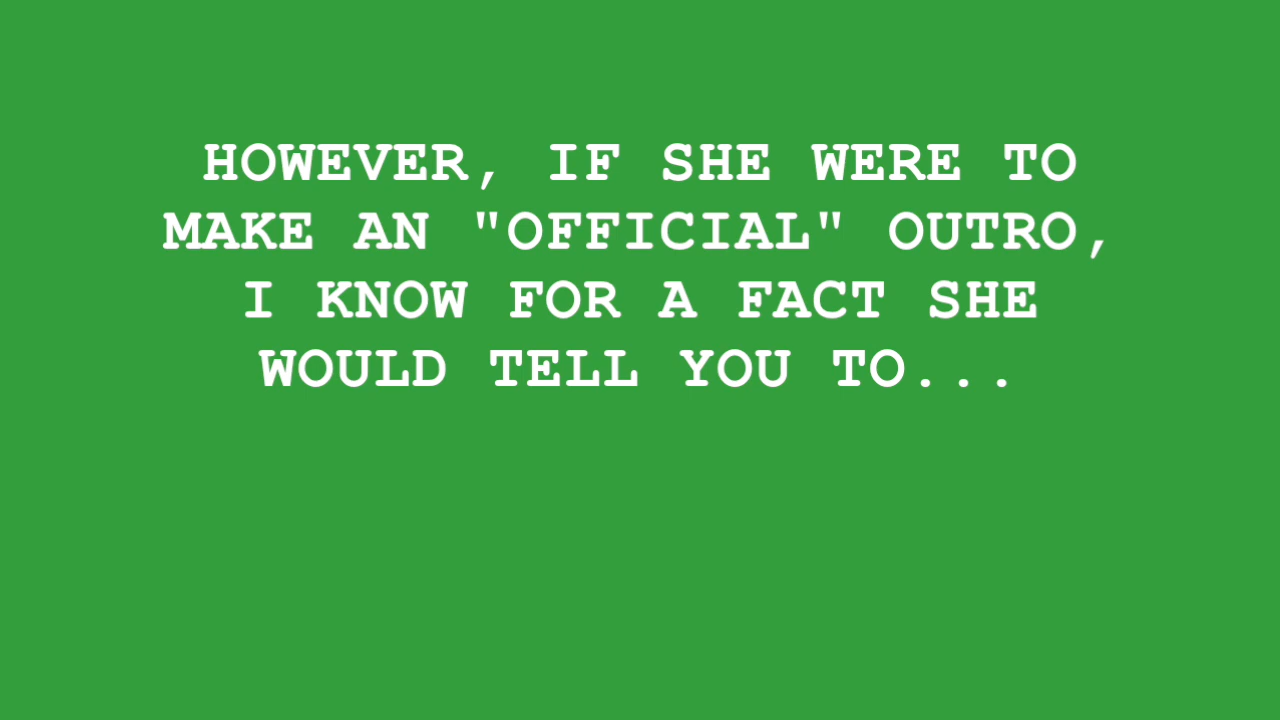 HOWEVER, IF SHE WERE TO
MAKE AN "OFFICIAL" OUTRO,
I KNOW FOR A FACT SHE
WOULD TELL YOU TO...